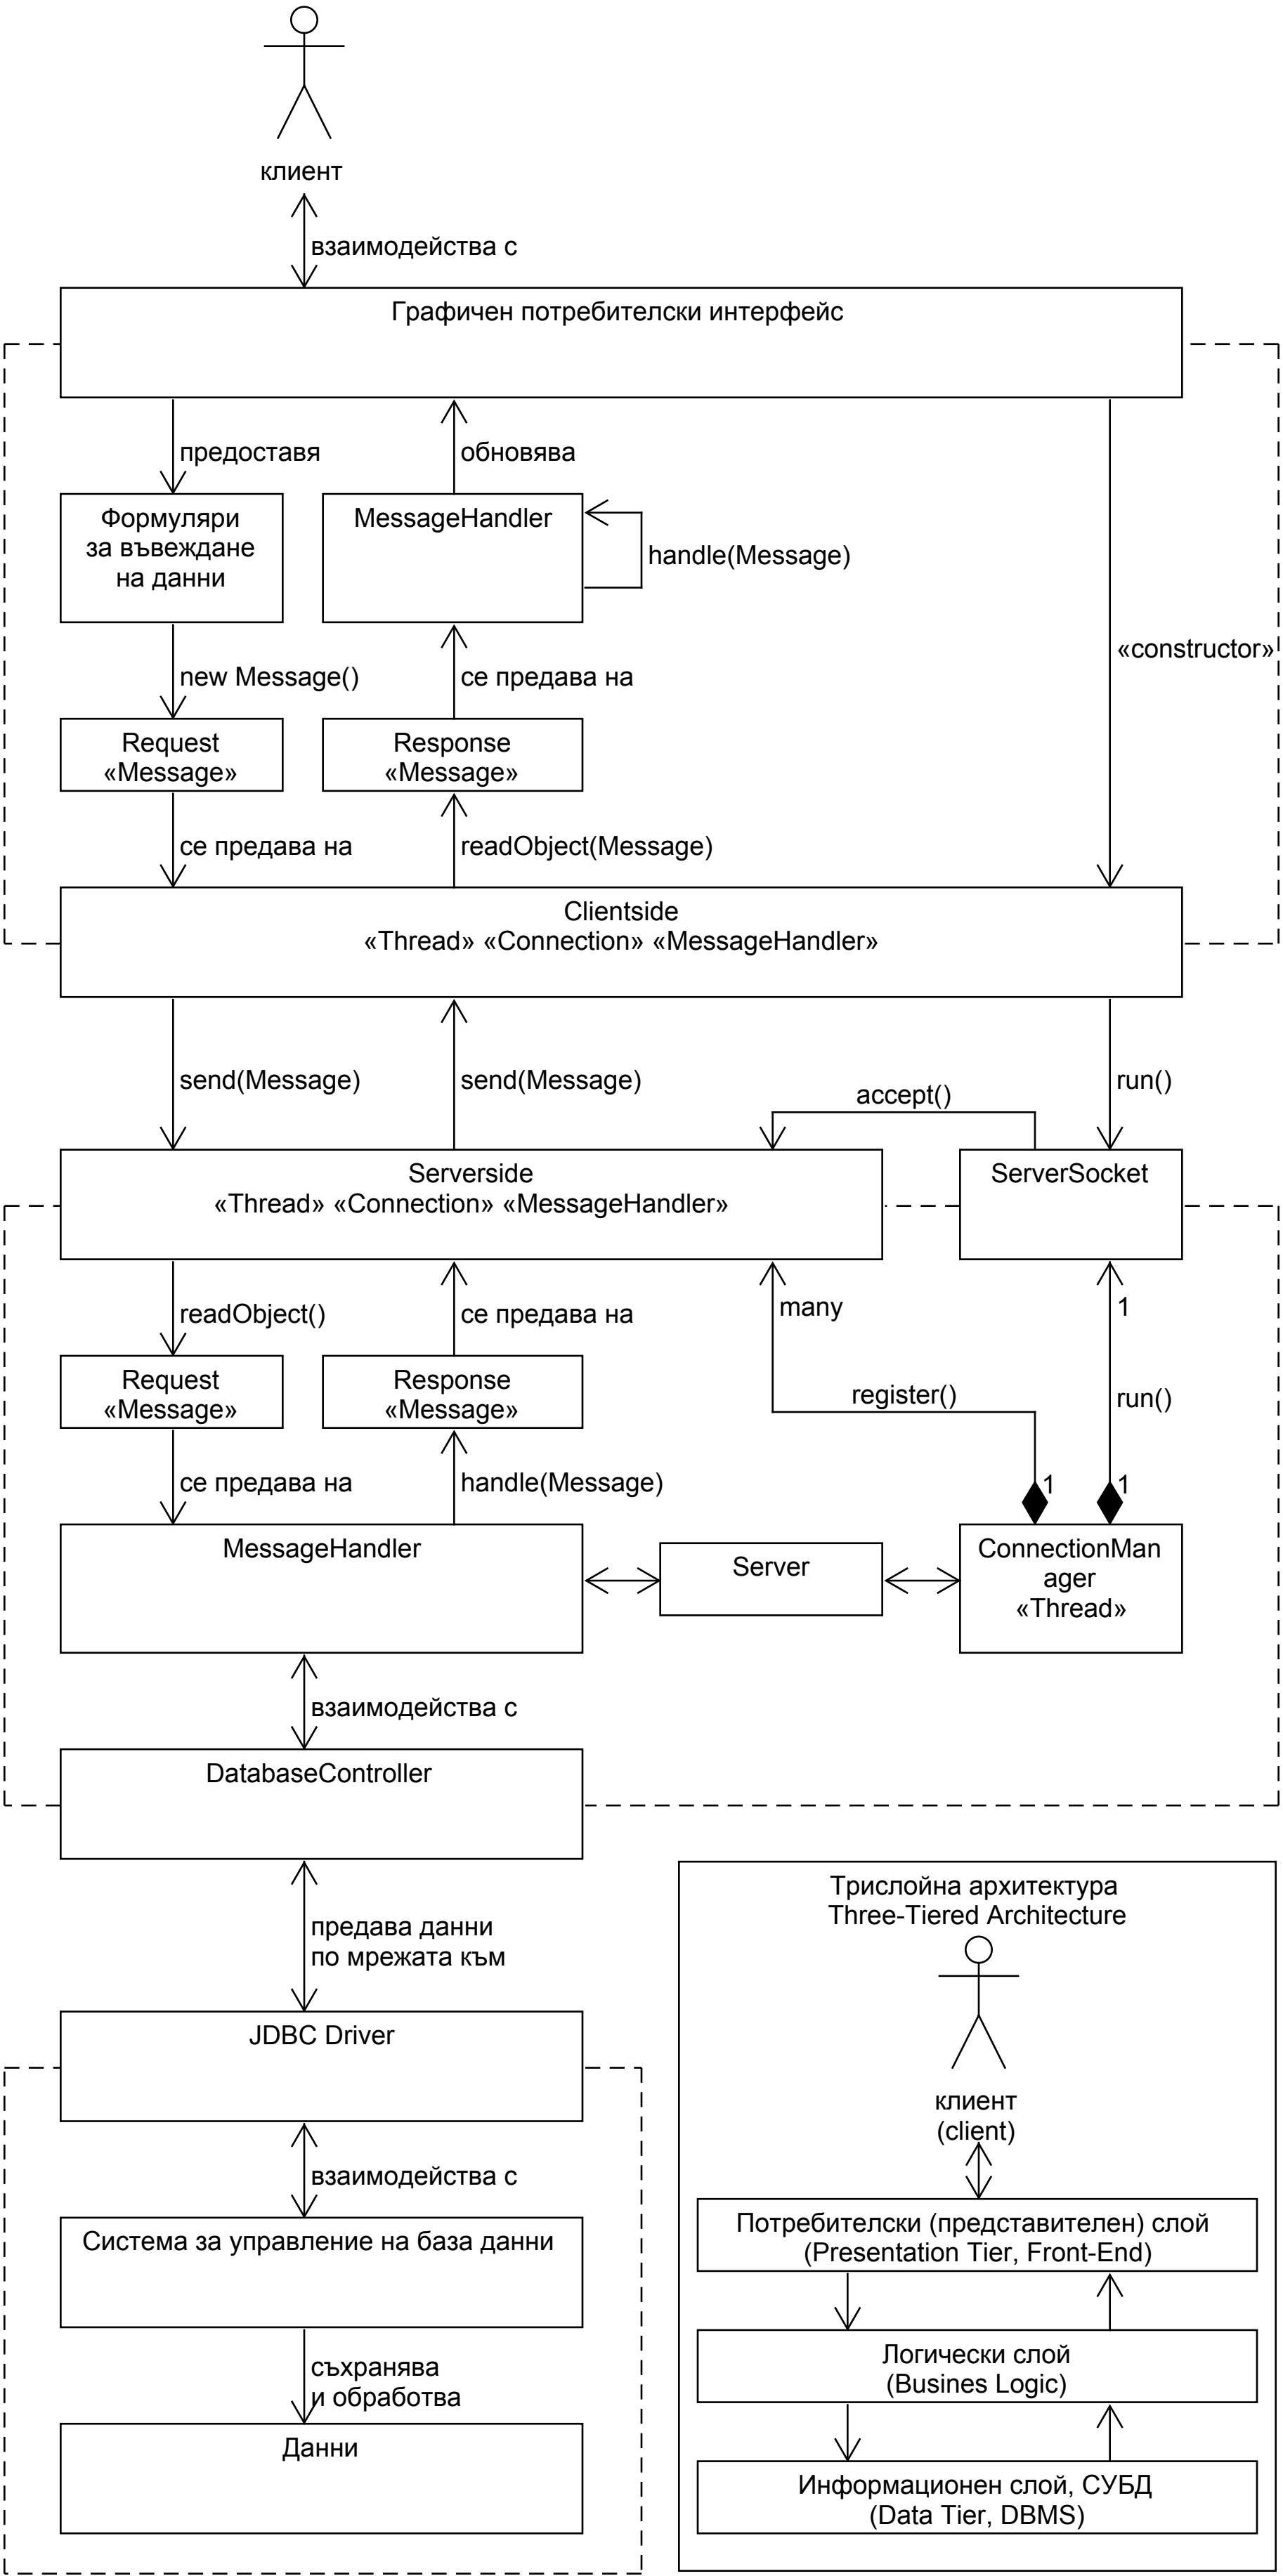 клиент
взаимодейства с
Графичен потребителски интерфейс
предоставя
обновява
Формуляри
за въвеждане
на данни
MessageHandler
handle(Message)
«constructor»
new Message()
се предава на
Request
«Message»
Response
«Message»
се предава на
readObject(Message)
Clientside
«Thread» «Connection» «MessageHandler»
send(Message)
send(Message)
run()
accept()
Serverside
«Thread» «Connection» «MessageHandler»
ServerSocket
readObject()
се предава на
many
1
Request
«Message»
Response
«Message»
register()
run()
се предава на
handle(Message)
1
1
MessageHandler
Server
ConnectionMan
ager
«Thread»
взаимодейства с
DatabaseController
предава данни
по мрежата към
JDBC Driver
взаимодейства с
Система за управление на база данни
съхранява
и обработва
Данни
Трислойна архитектура
Three-Tiered Architecture
клиент
(client)
Потребителски (представителен) слой
(Presentation Tier, Front-End)
Логически слой
(Busines Logic)
Информационен слой, СУБД
(Data Tier, DBMS)